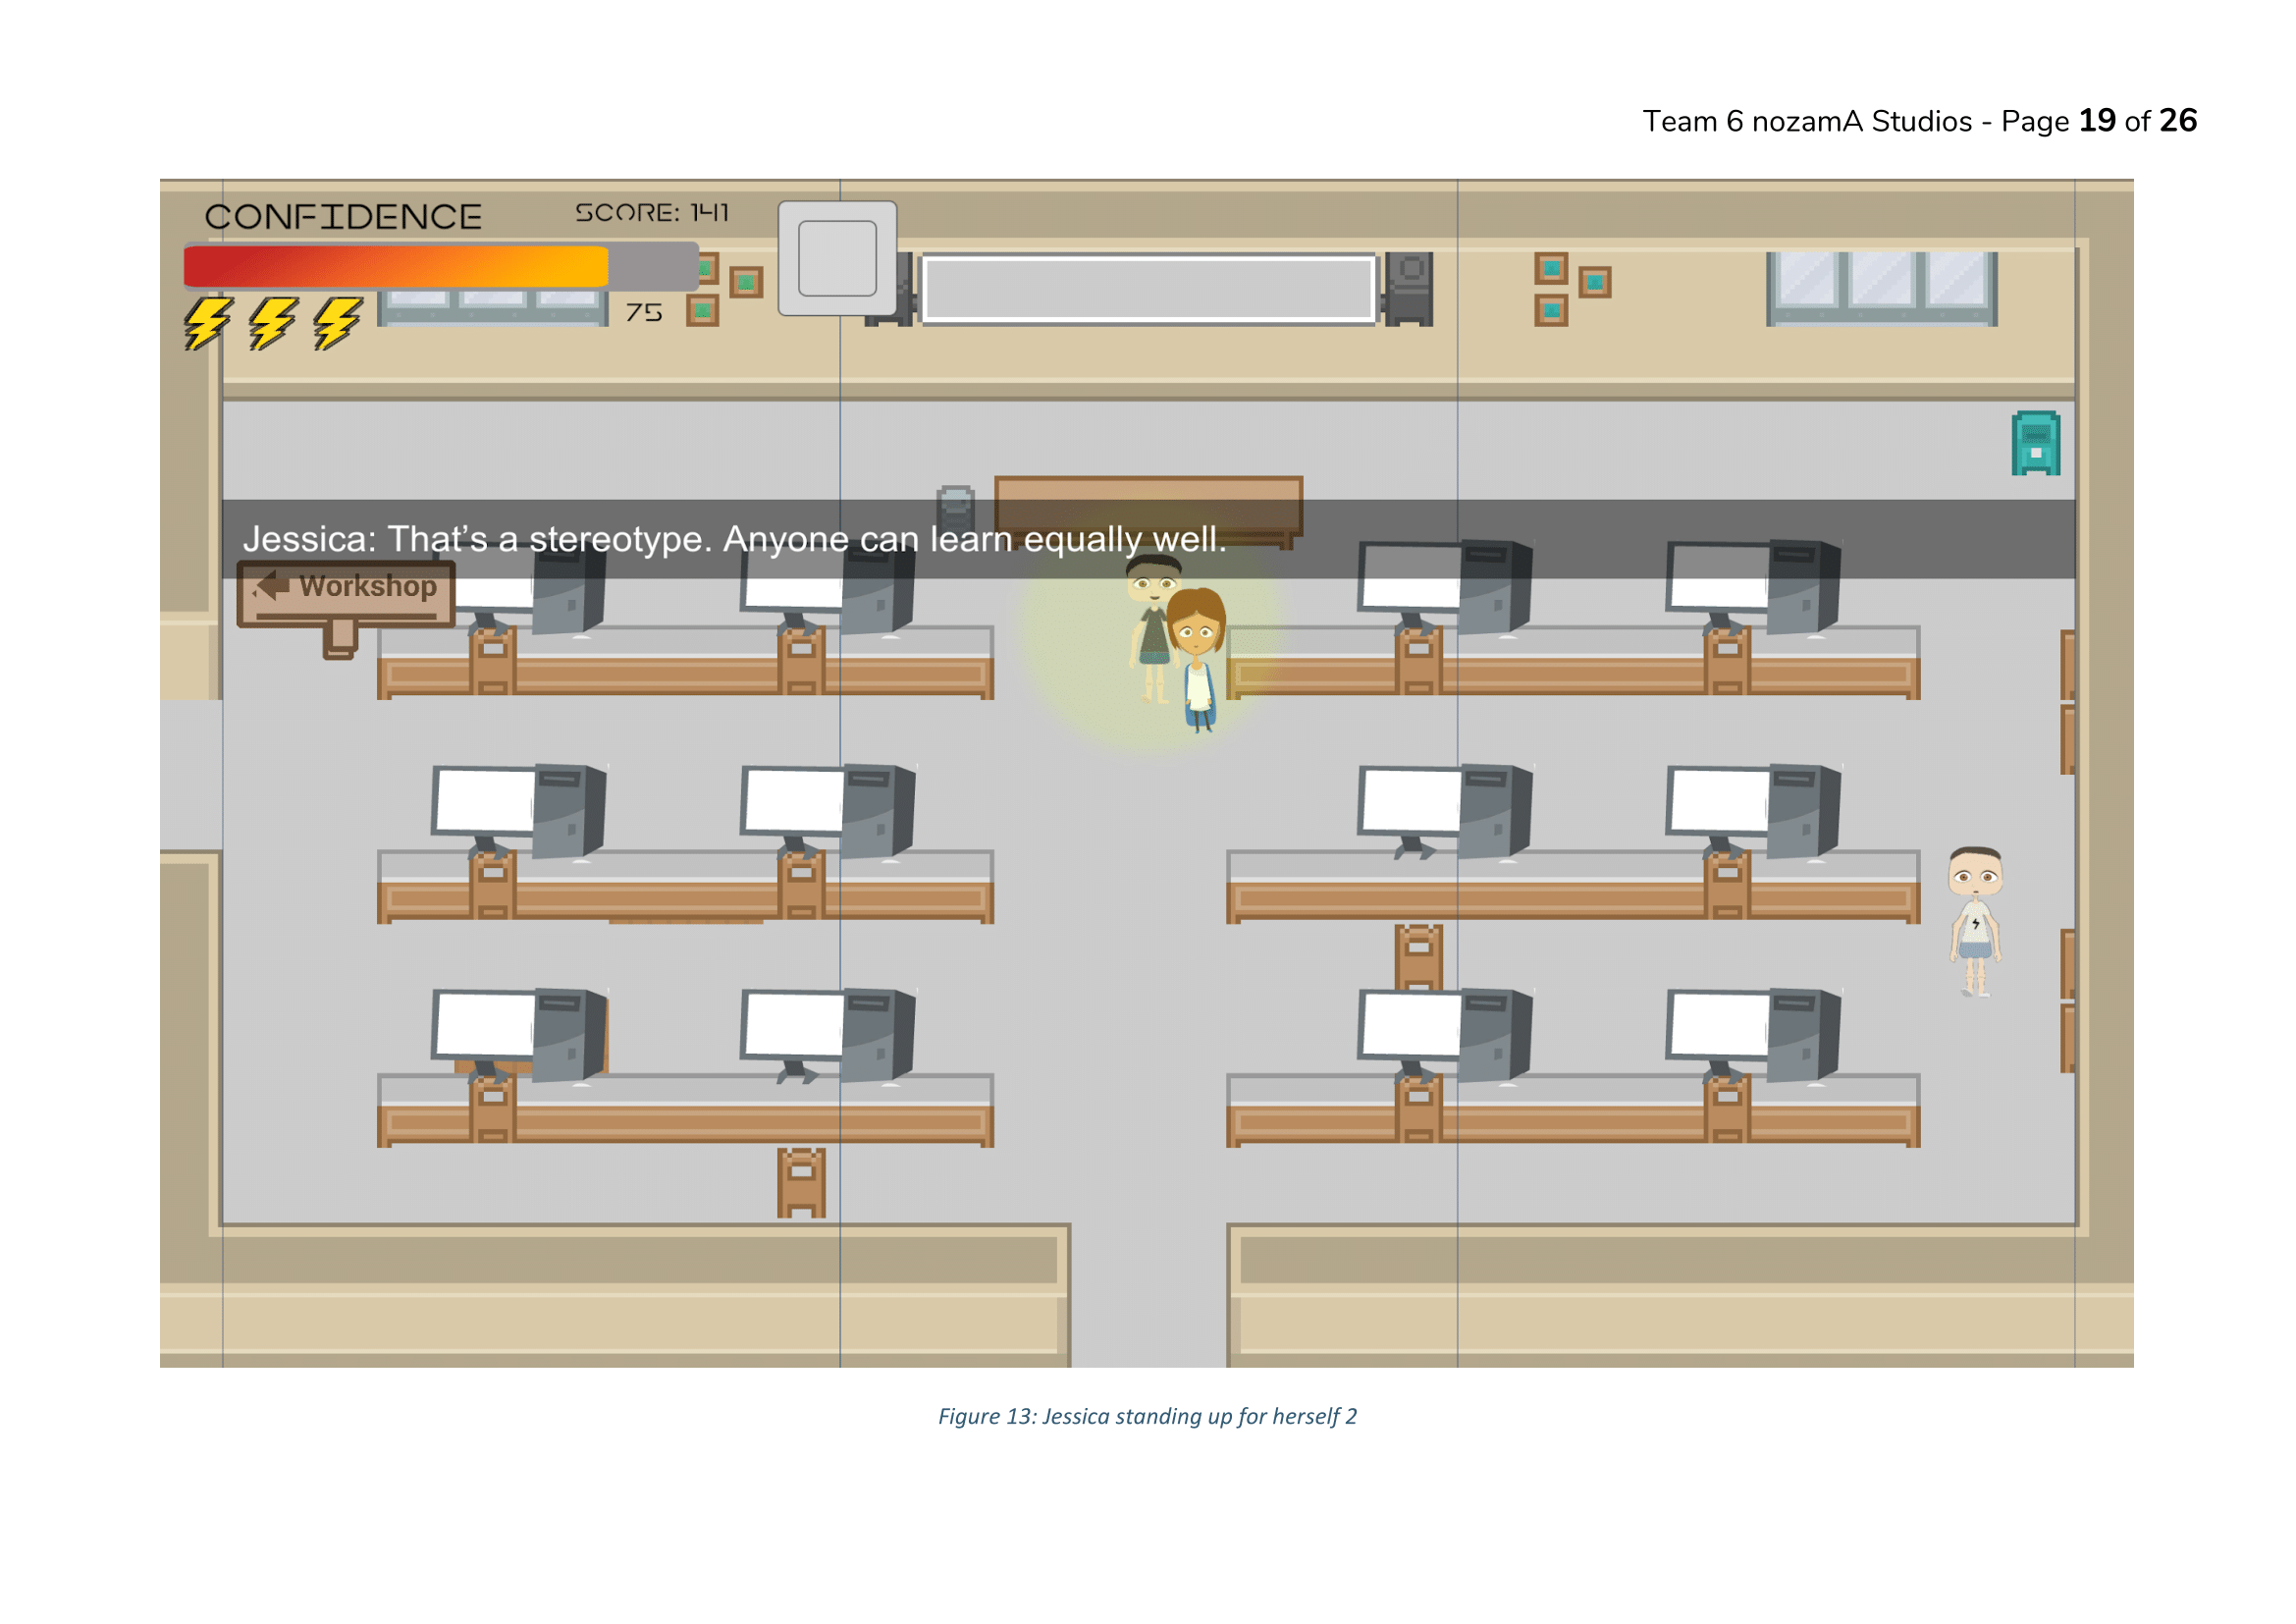 Team 6 nozamA Studios - Page 19 of 26
CONFIDENCE
SCORE: 141
75
Jessica: That’s a stereotype. Anyone can learn equally well.
Workshop
Figure 13: Jessica standing up for herself 2